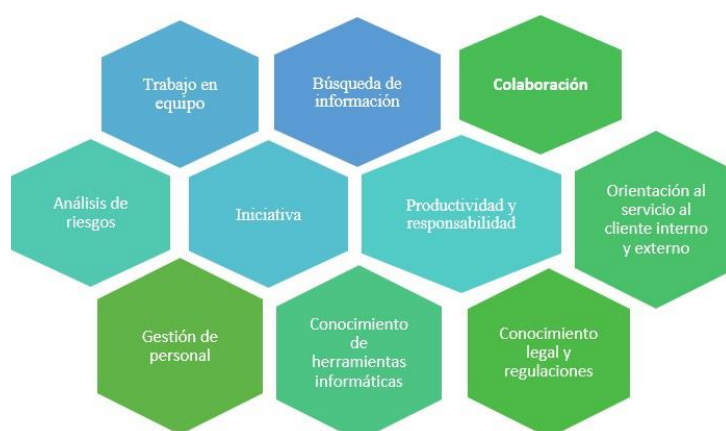 Trabajo en
equipo
Búsqueda de
información
Colaboración
Análisis de
riesgos
Iniciativa
Productividad y
responsabilidad
Orientación al
servicio al
cliente interno
y externo
Gestión de
personal
Conocimiento
de
herramientas
informáticas
Conocimiento
legal y
regulaciones